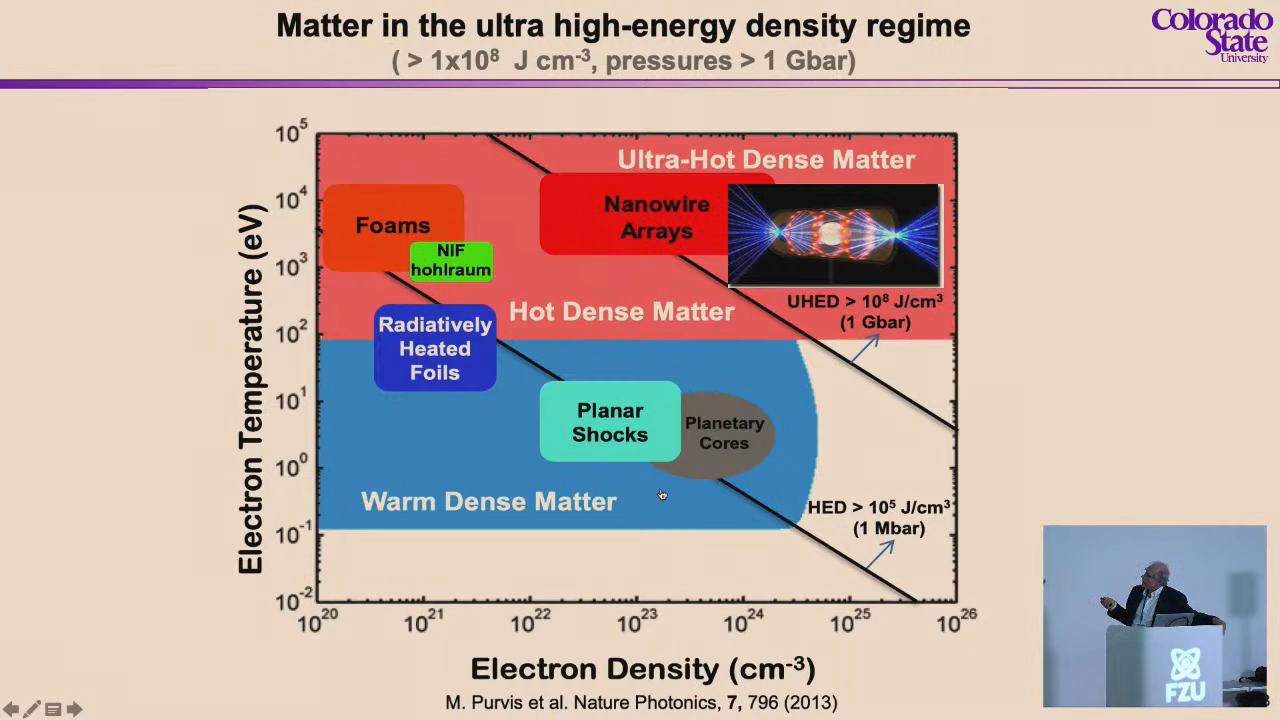 Matter in the ultra high-energy density regime
( > 1x10⁸ J cm⁻³, pressures > 1 Gbar)
Colorado
State
University
Ultra-Hot Dense Matter
Foams
Nanowire
Arrays
NIF
hohlraum
UHED > 10⁸ J/cm³
(1 Gbar)
Hot Dense Matter
Radiatively
Heated
Foils
Planar
Shocks
Planetary
Cores
Warm Dense Matter
HED > 10⁵ J/cm³
(1 Mbar)
Electron Temperature (eV)
10⁵
10⁴
10³
10²
10¹
10⁰
10⁻¹
10⁻²
10²⁰ 10²¹ 10²² 10²³ 10²⁴ 10²⁵ 10²⁶
Electron Density (cm⁻³)
M. Purvis et al. Nature Photonics, 7, 796 (2013)
FZU